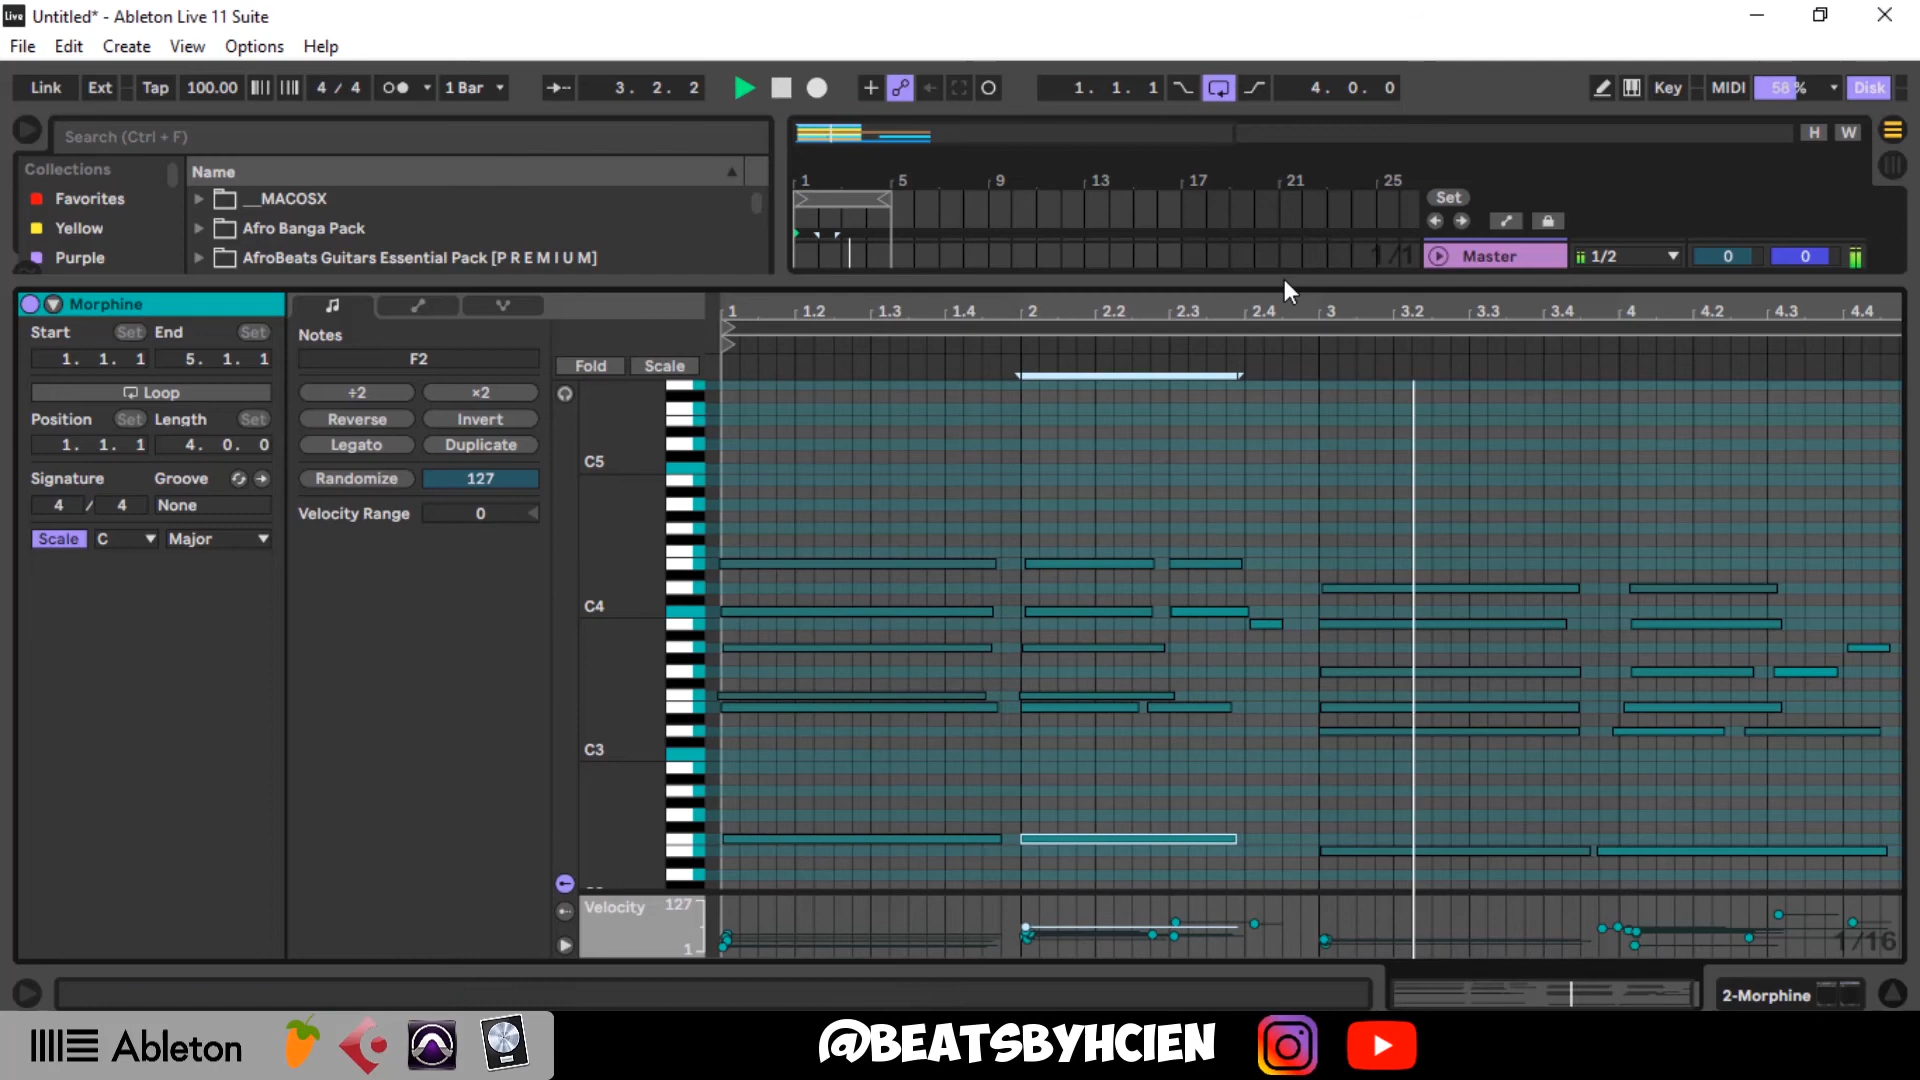 Live Untitled* - Ableton Live 11 Suite
File Edit Create View Options Help
Link Ext Tap 100.00 4 / 4 1 Bar 3. 2. 2 1. 1. 1 4. 0. 0 Key MIDI 58 % Disk
Search (Ctrl + F) H W
Collections Name
Favorites __MACOSX
Yellow Afro Banga Pack
Purple AfroBeats Guitars Essential Pack [P R E M I U M]
1 5 9 13 17 21 25
Set
1/1 Master 1/2 0 0
Morphine
Start Set End Set
1. 1. 1 5. 1. 1
Loop
Position Set Length Set
1. 1. 1 4. 0. 0
Signature Groove
4 / 4 None
Scale C Major
Notes
F2
÷2 ×2
Reverse Invert
Legato Duplicate
Randomize 127
Velocity Range 0
1 1.2 1.3 1.4 2 2.2 2.3 2.4 3 3.2 3.3 3.4 4 4.2 4.3 4.4
Fold Scale
C5
C4
C3
Velocity 127
1
1/16
2-Morphine
Ableton @BEATSBYHCIEN